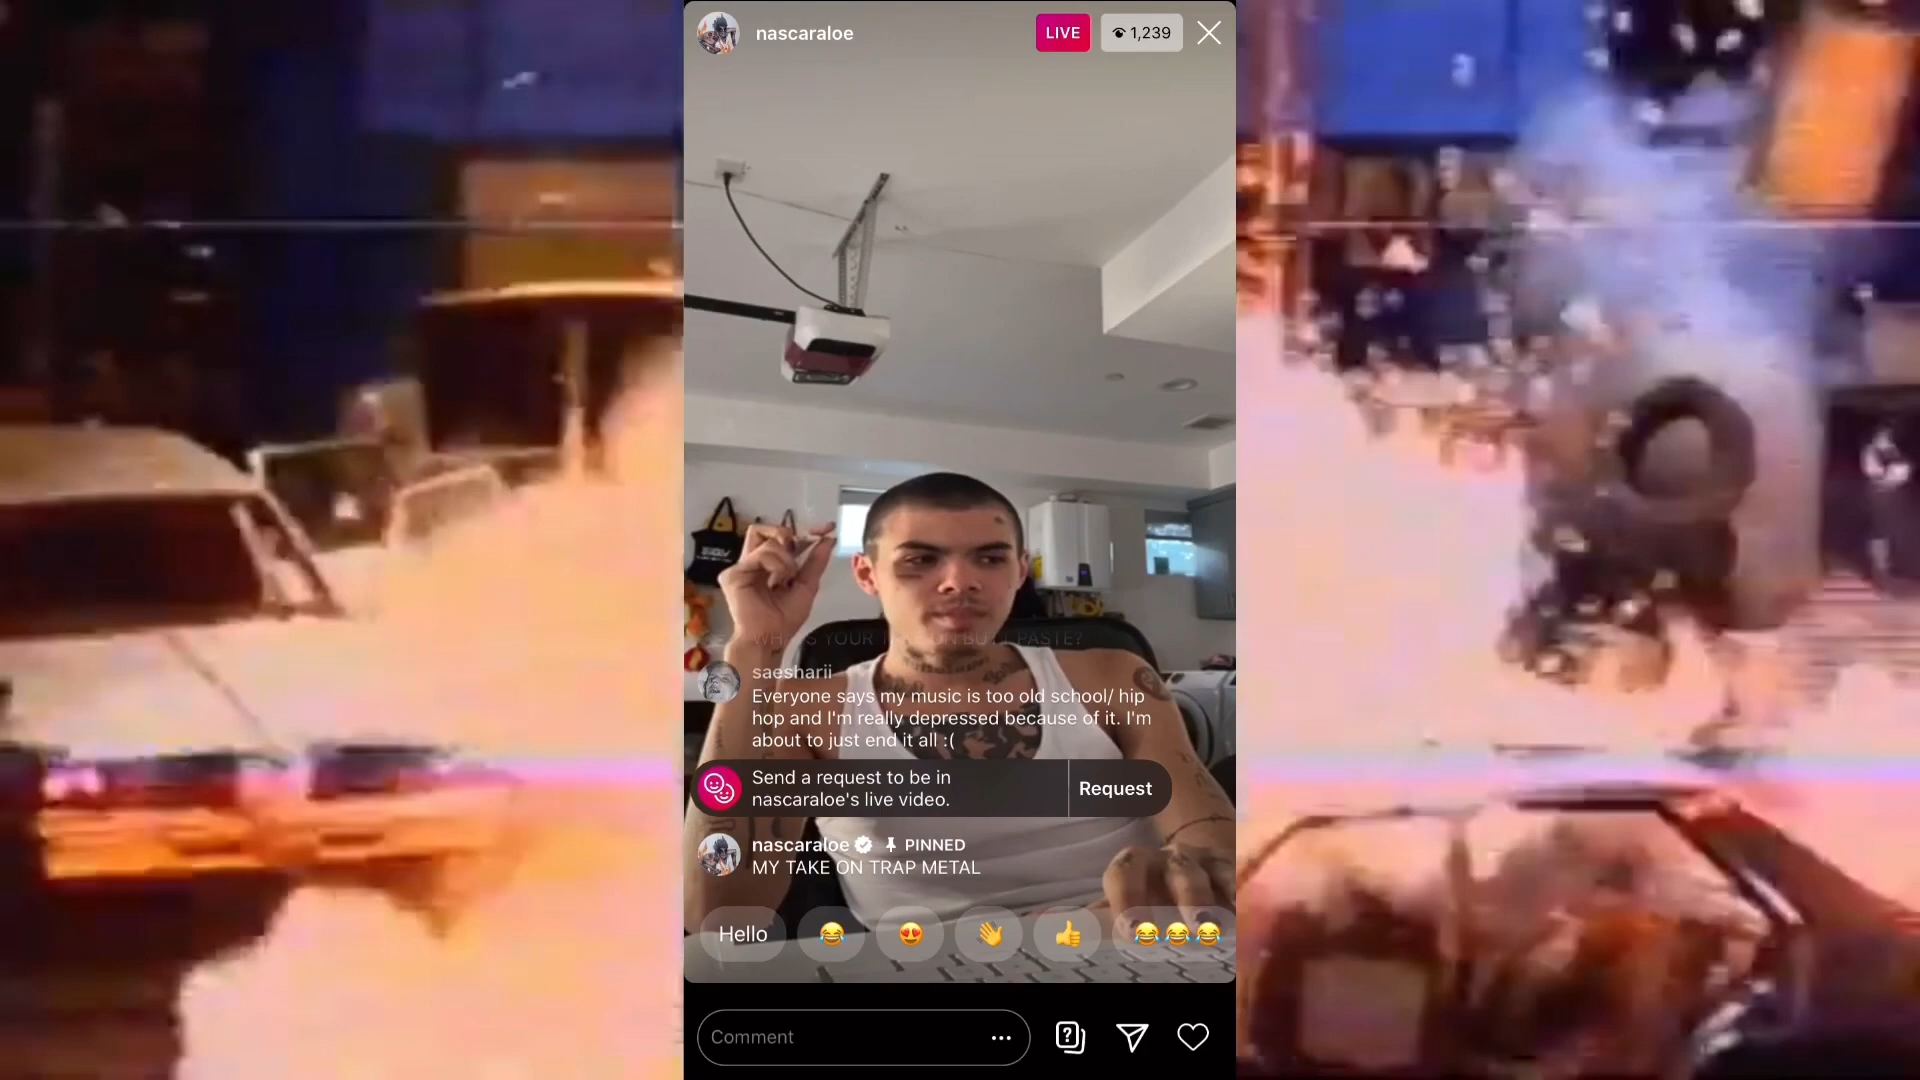 nascaraloe
LIVE
1,239
YOUR
PASTE?
saesharii
Everyone says my music is too old school/ hip
hop and I'm really depressed because of it. I'm
about to just end it all :(
Send a request to be in
nascaraloe's live video.
Request
nascaraloe PINNED
MY TAKE ON TRAP METAL
Hello
Comment